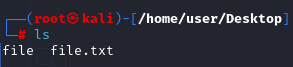 ┌──(root㉿kali)-[/home/user/Desktop]
└─# ls
file  file.txt